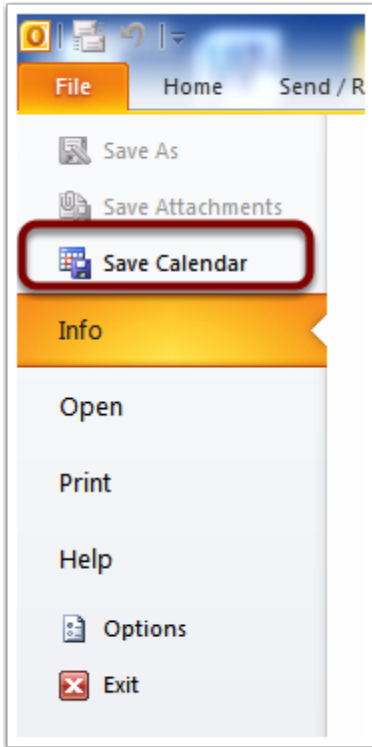 File Home Send / R
Save As
Save Attachments
Save Calendar
Info
Open
Print
Help
Options
Exit